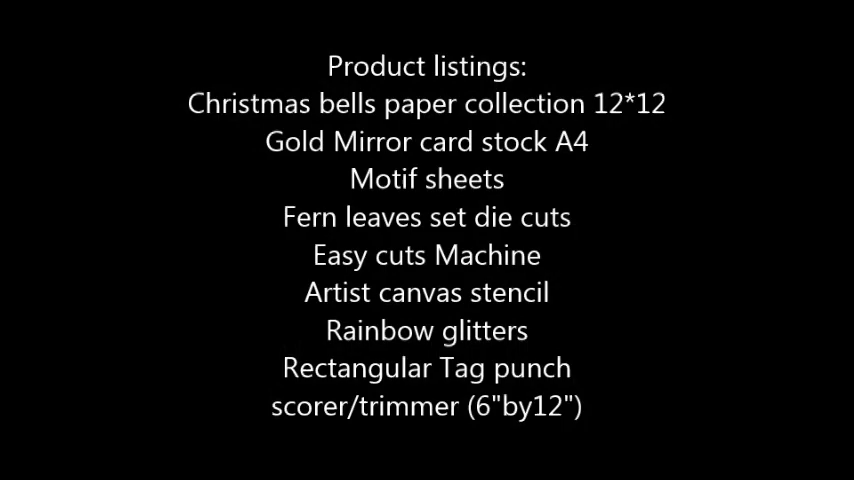 Product listings:
Christmas bells paper collection 12*12
Gold Mirror card stock A4
Motif sheets
Fern leaves set die cuts
Easy cuts Machine
Artist canvas stencil
Rainbow glitters
Rectangular Tag punch
scorer/trimmer (6"by12")